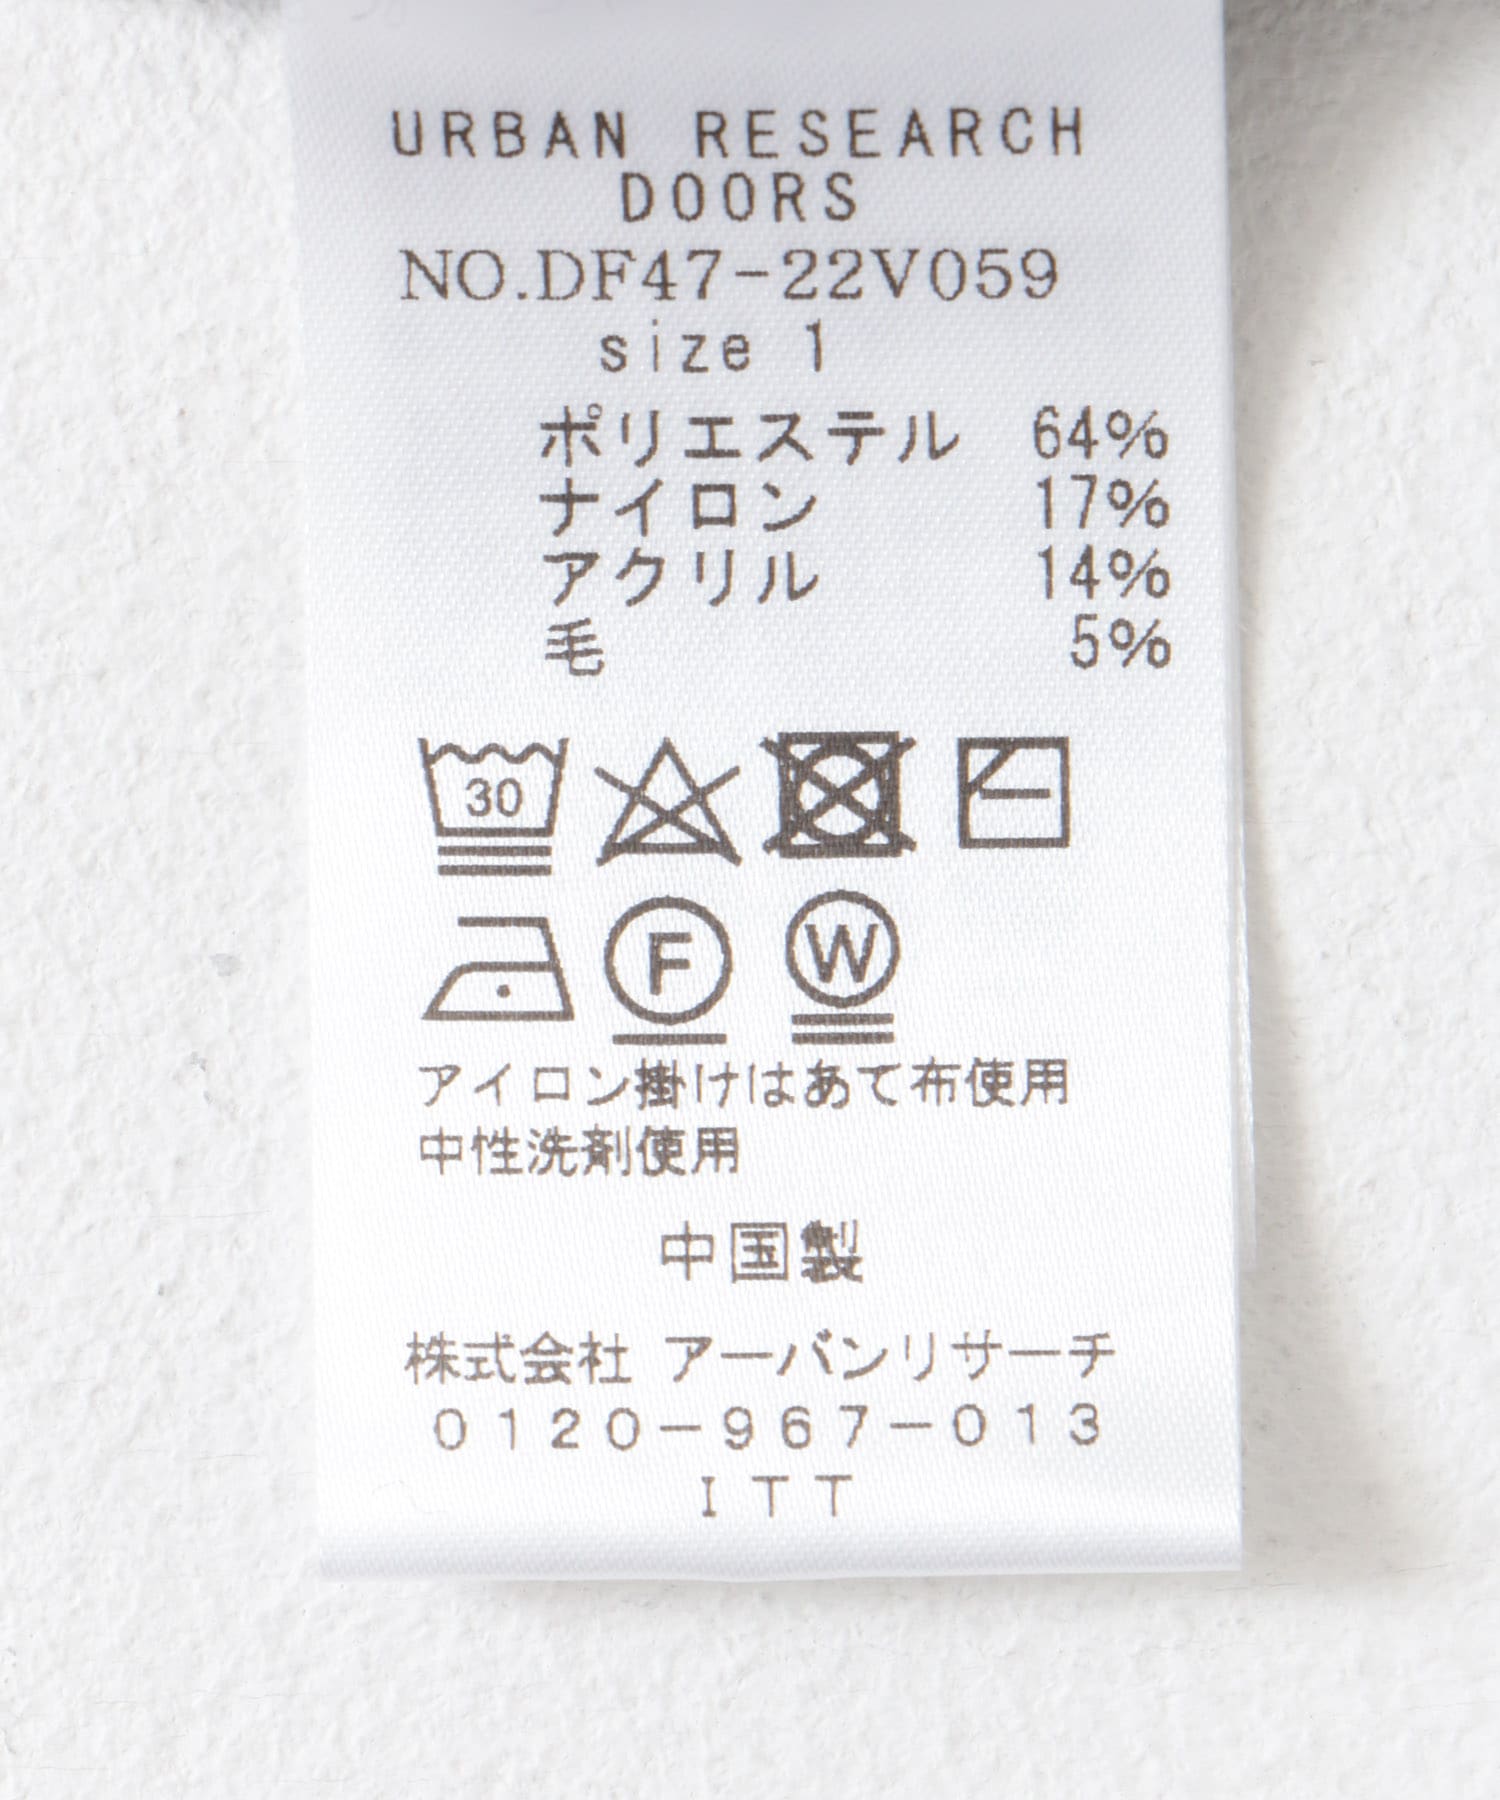 URBAN RESEARCH
DOORS
NO.DF47-22V059
size 1
ポリエステル 64%
ナイロン 17%
アクリル 14%
毛 5%
30
F W
アイロン掛けはあて布使用
中性洗剤使用
中国製
株式会社 アーバンリサーチ
0120-967-013
ITT